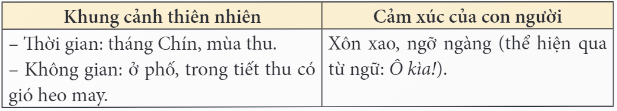 Khung cảnh thiên nhiên
Cảm xúc của con người
– Thời gian: tháng Chín, mùa thu.
– Không gian: ở phố, trong tiết thu có
gió heo may.
Xôn xao, ngỡ ngàng (thể hiện qua
từ ngữ: Ô kìa!).